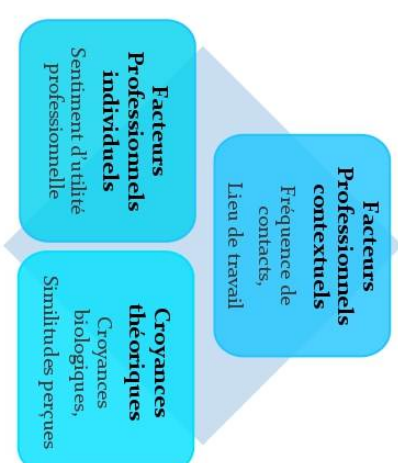 Facteurs
Professionnels
contextuels
Fréquence de
contacts,
Lieu de travail
Facteurs
Professionnels
individuels
Sentiment d'utilité
professionnelle
Croyances
théoriques
Croyances
biologiques,
Similitudes perçues